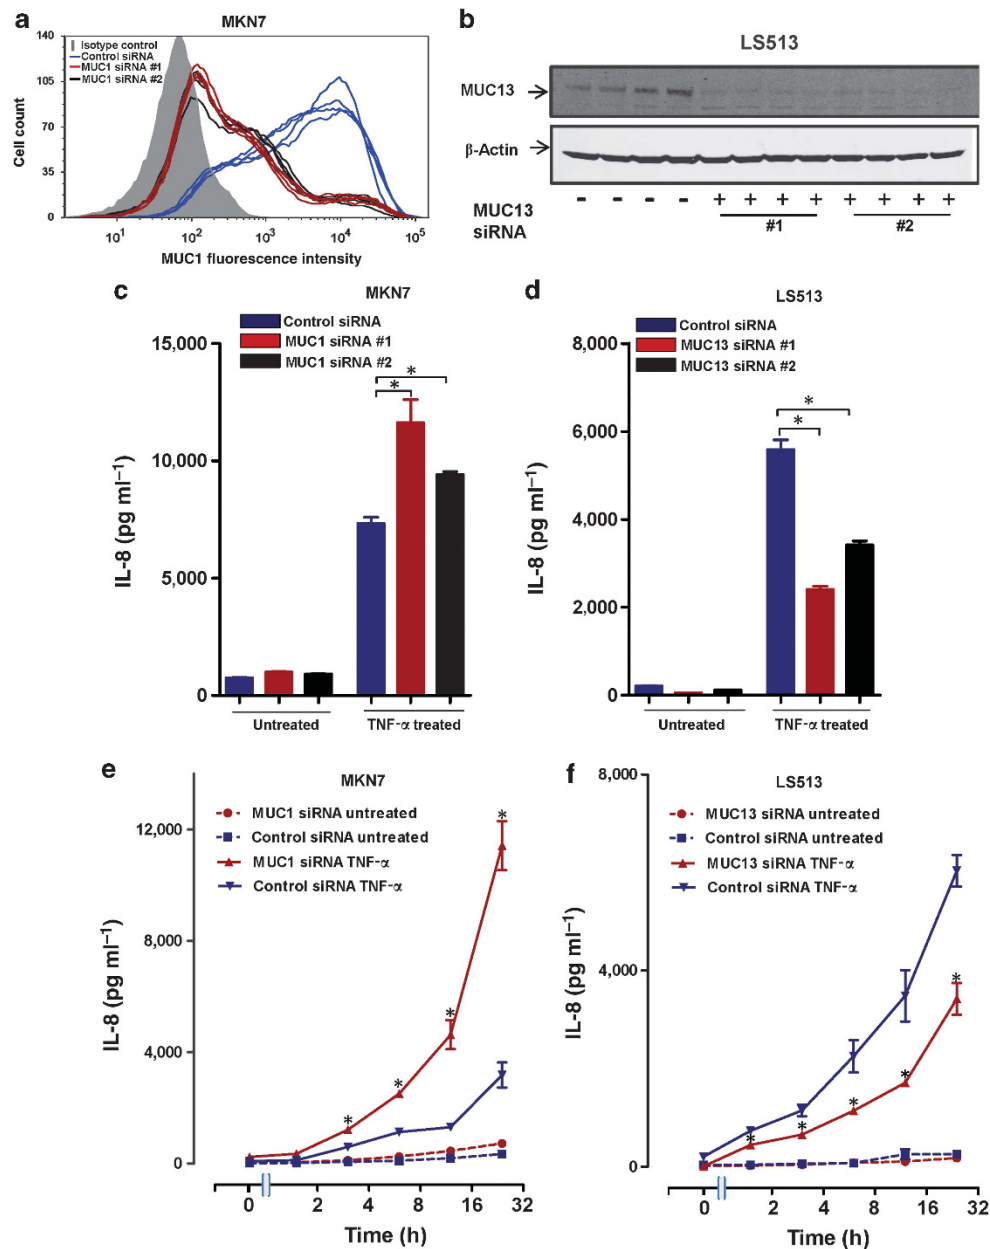 a
MKN7
140
105
70
35
0
Cell count
Isotype control
Control siRNA
MUC1 siRNA #1
MUC1 siRNA #2
10¹ 10² 10³ 10⁴ 10⁵
MUC1 fluorescence intensity
b
LS513
MUC13
β-Actin
MUC13
siRNA
- - - - + + + + + + + +
#1 #2
c
MKN7
Control siRNA
MUC1 siRNA #1
MUC1 siRNA #2
15,000
10,000
5,000
0
IL-8 (pg ml⁻¹)
* *
Untreated TNF-α treated
d
LS513
Control siRNA
MUC13 siRNA #1
MUC13 siRNA #2
8,000
6,000
4,000
2,000
0
IL-8 (pg ml⁻¹)
*
*
Untreated TNF-α treated
e
MKN7
MUC1 siRNA untreated
Control siRNA untreated
MUC1 siRNA TNF-α
Control siRNA TNF-α
12,000
8,000
4,000
0
IL-8 (pg ml⁻¹)
* * * *
0 2 4 8 16 32
Time (h)
f
LS513
MUC13 siRNA untreated
Control siRNA untreated
MUC13 siRNA TNF-α
Control siRNA TNF-α
8,000
4,000
0
IL-8 (pg ml⁻¹)
* * * * *
0 2 4 8 16 32
Time (h)